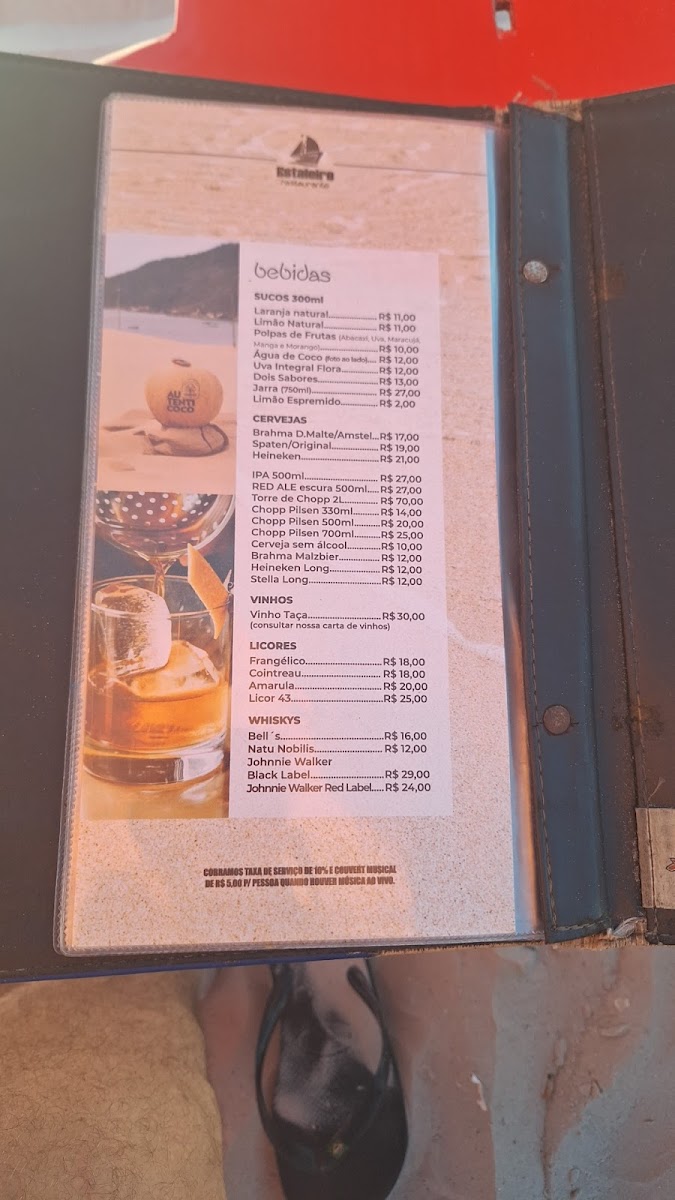 Estaleiro
restaurante
bebidas
SUCOS 300ml
Laranja natural......................R$ 11,00
Limão Natural......................R$ 11,00
Polpas de Frutas (Abacaxi, Uva, Maracujá,
Manga e Morango)......................R$ 10,00
Água de Coco (foto ao lado)....R$ 12,00
Uva Integral Flora..............R$ 12,00
Dois Sabores......................R$ 13,00
Jarra (750ml)......................R$ 27,00
Limão Espremido..............R$ 2,00
CERVEJAS
Brahma D.Malte/Amstel...R$ 17,00
Spaten/Original..................R$ 19,00
Heineken............................R$ 21,00
IPA 500ml............................R$ 27,00
RED ALE escura 500ml.....R$ 27,00
Torre de Chopp 2L............R$ 70,00
Chopp Pilsen 330ml..........R$ 14,00
Chopp Pilsen 500ml..........R$ 20,00
Chopp Pilsen 700ml..........R$ 25,00
Cerveja sem álcool............R$ 10,00
Brahma Malzbier...............R$ 12,00
Heineken Long..................R$ 12,00
Stella Long..........................R$ 12,00
VINHOS
Vinho Taça...........................R$ 30,00
(consultar nossa carta de vinhos)
LICORES
Frangélico............................R$ 18,00
Cointreau.............................R$ 18,00
Amarula...............................R$ 20,00
Licor 43.................................R$ 25,00
WHISKYS
Bell´s......................................R$ 16,00
Natu Nobilis.........................R$ 12,00
Johnnie Walker
Black Label...........................R$ 29,00
Johnnie Walker Red Label.....R$ 24,00
AU
TENTI
COCO
COBRAMOS TAXA DE SERVIÇO DE 10% E COUVERT MUSICAL
DE R$ 5,00 P/ PESSOA QUANDO HOUVER MÚSICA AO VIVO.